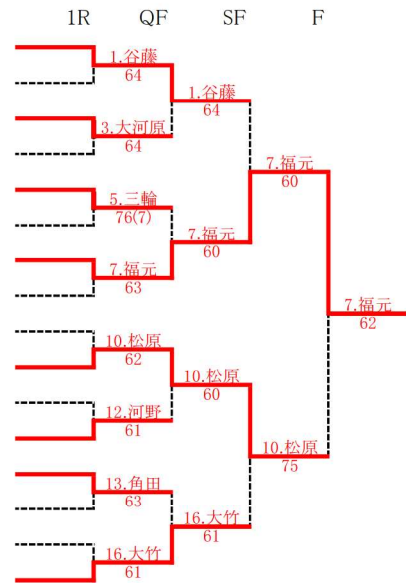 1R QF SF F
1.谷藤
64
1.谷藤
64
3.大河原
64
7.福元
60
5.三輪
76(7)
7.福元
60
7.福元
63
7.福元
62
10.松原
62
10.松原
60
12.河野
61
10.松原
75
13.角田
63
16.大竹
61
16.大竹
61